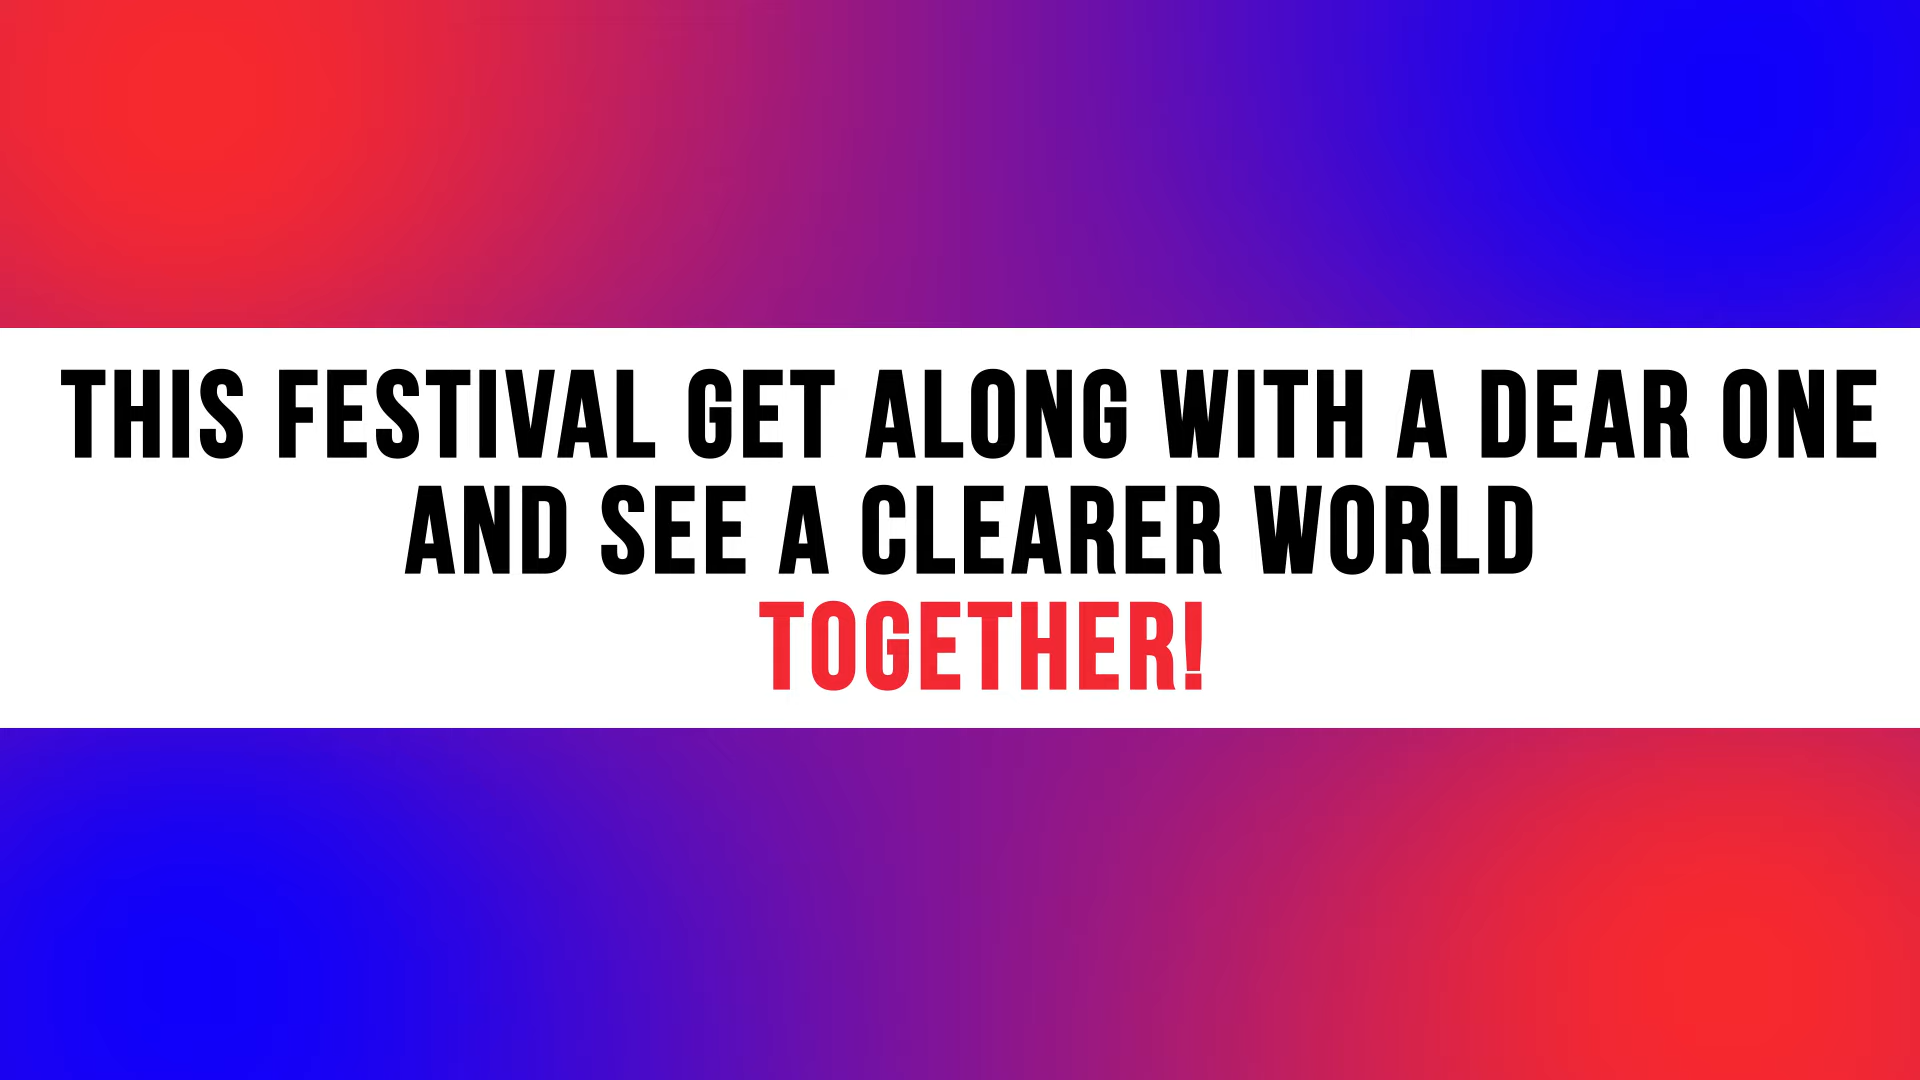 THIS FESTIVAL GET ALONG WITH A DEAR ONE
AND SEE A CLEARER WORLD
TOGETHER!